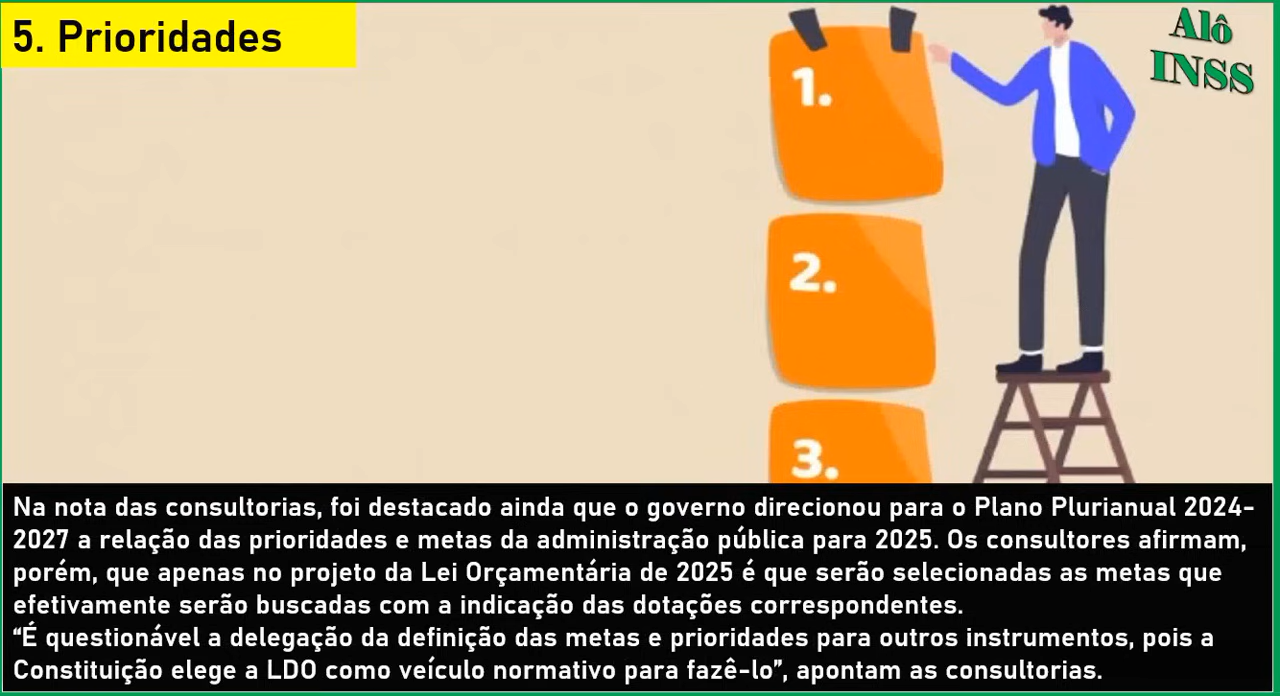 5. Prioridades
Alô
INSS
1.
2.
3.
Na nota das consultorias, foi destacado ainda que o governo direcionou para o Plano Plurianual 2024-
2027 a relação das prioridades e metas da administração pública para 2025. Os consultores afirmam,
porém, que apenas no projeto da Lei Orçamentária de 2025 é que serão selecionadas as metas que
efetivamente serão buscadas com a indicação das dotações correspondentes.
“É questionável a delegação da definição das metas e prioridades para outros instrumentos, pois a
Constituição elege a LDO como veículo normativo para fazê-lo”, apontam as consultorias.